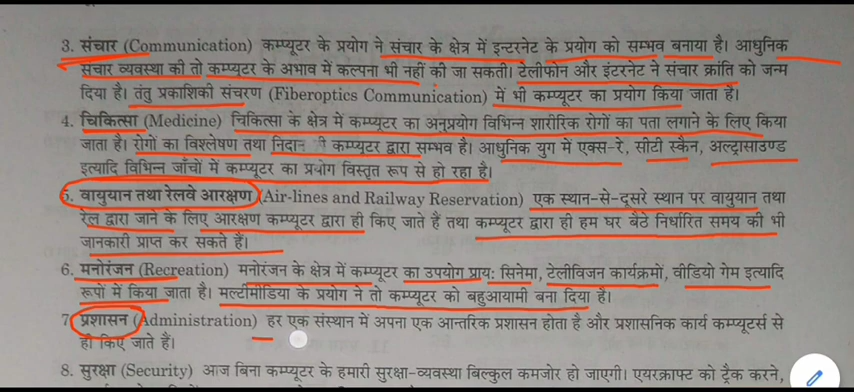 3. संचार (Communication) कम्प्यूटर के प्रयोग ने संचार के क्षेत्र में इन्टरनेट के प्रयोग को सम्भव बनाया है। आधुनिक
संचार व्यवस्था की तो कम्प्यूटर के अभाव में कल्पना भी नहीं की जा सकती। टेलीफोन और इंटरनेट ने संचार क्रांति को जन्म
दिया है। तंतु प्रकाशिकी संचरण (Fiberoptics Communication) में भी कम्प्यूटर का प्रयोग किया जाता है।
4. चिकित्सा (Medicine) चिकित्सा के क्षेत्र में कम्प्यूटर का अनुप्रयोग विभिन्न शारीरिक रोगों का पता लगाने के लिए किया
जाता है। रोगों का विश्लेषण तथा निदान भी कम्प्यूटर द्वारा सम्भव है। आधुनिक युग में एक्स-रे, सीटी स्कैन, अल्ट्रासाउण्ड
इत्यादि विभिन्न जाँचों में कम्प्यूटर का प्रयोग विस्तृत रूप से हो रहा है।
5. वायुयान तथा रेलवे आरक्षण (Air-lines and Railway Reservation) एक स्थान-से-दूसरे स्थान पर वायुयान तथा
रेल द्वारा जाने के लिए आरक्षण कम्प्यूटर द्वारा ही किए जाते हैं तथा कम्प्यूटर द्वारा ही हम घर बैठे निर्धारित समय की भी
जानकारी प्राप्त कर सकते हैं।
6. मनोरंजन (Recreation) मनोरंजन के क्षेत्र में कम्प्यूटर का उपयोग प्रायः सिनेमा, टेलीविजन कार्यक्रमों, वीडियो गेम इत्यादि
रूपों में किया जाता है। मल्टीमीडिया के प्रयोग ने तो कम्प्यूटर को बहुआयामी बना दिया है।
7. प्रशासन (Administration) हर एक संस्थान में अपना एक आन्तरिक प्रशासन होता है और प्रशासनिक कार्य कम्प्यूटर्स से
ही किए जाते हैं।
8. सुरक्षा (Security) आज बिना कम्प्यूटर के हमारी सुरक्षा-व्यवस्था बिल्कुल कमजोर हो जाएगी। एयरक्राफ्ट को ट्रैक करने,